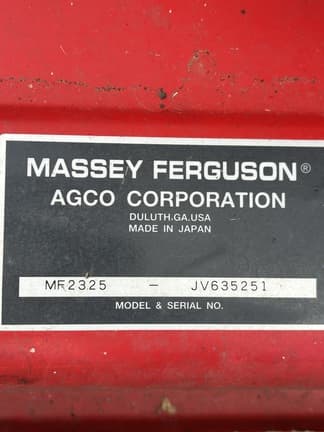 MASSEY FERGUSON®
AGCO CORPORATION
DULUTH.GA.USA
MADE IN JAPAN
MF2325 - JV635251
MODEL & SERIAL NO.